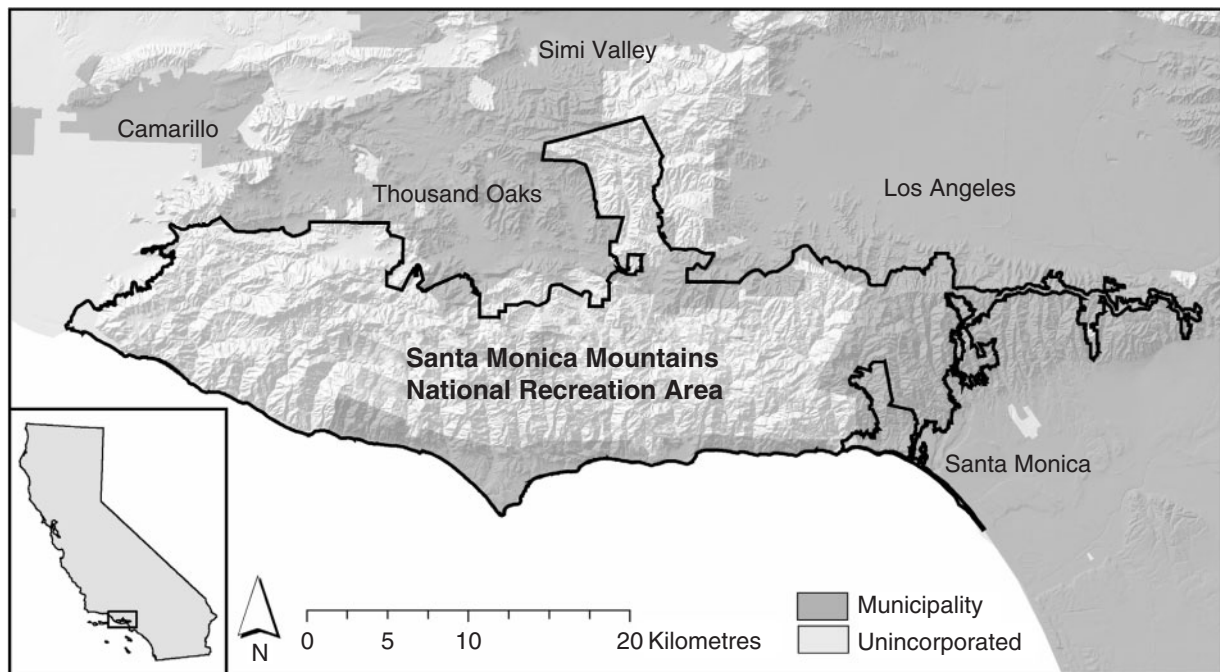 Simi Valley
Camarillo
Thousand Oaks
Los Angeles
Santa Monica Mountains
National Recreation Area
Santa Monica
N
0 5 10 20 Kilometres
Municipality
Unincorporated